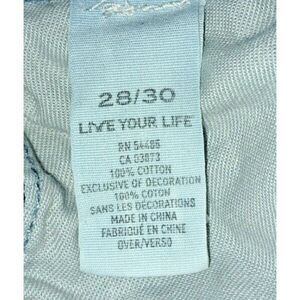 28/30
LIVE YOUR LIFE
RN 54485
CA 03873
100% COTTON
EXCLUSIVE OF DECORATION
100% COTON
SANS LES DÉCORATIONS
MADE IN CHINA
FABRIQUÉ EN CHINE
OVER/VERSO